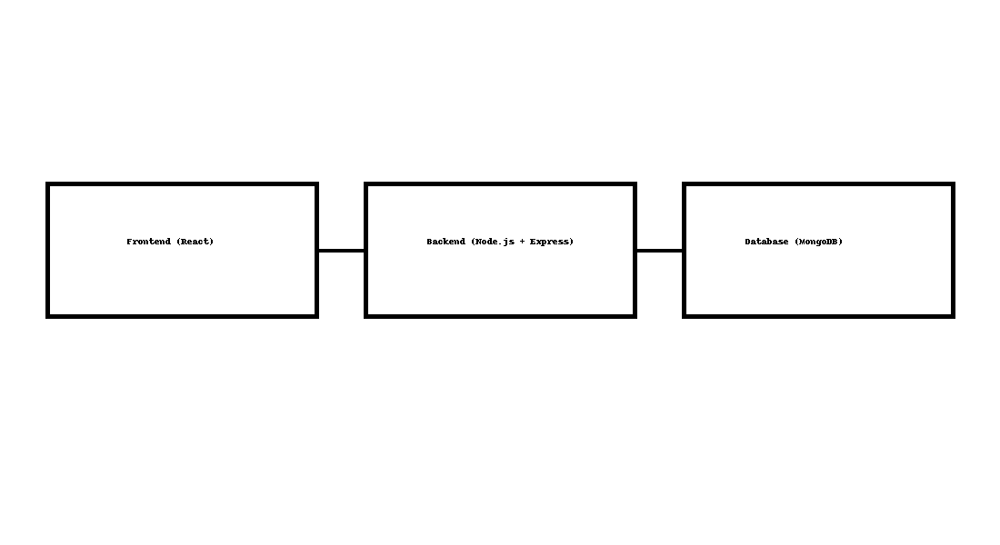 Frontend (React)
Backend (Node.js + Express)
Database (MongoDB)